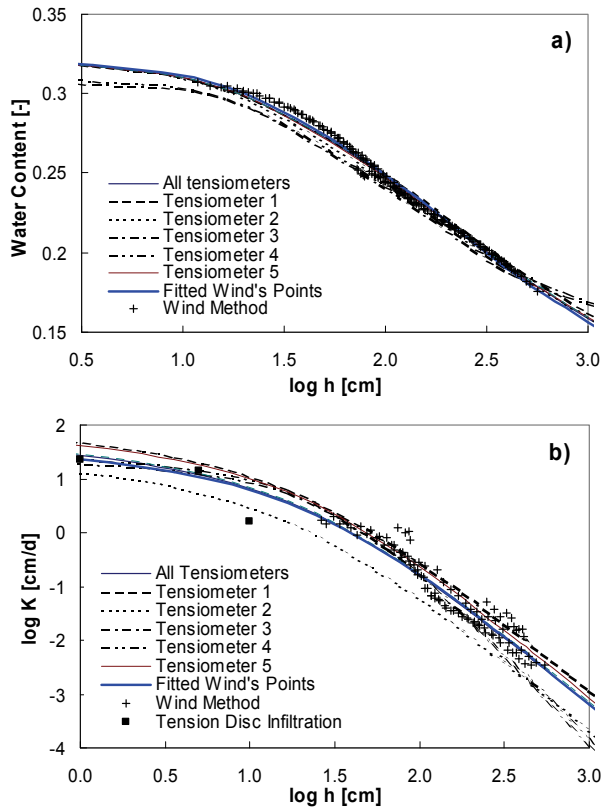 a)
0.35
0.3
0.25
0.2
0.15
Water Content [-]
All tensiometers
Tensiometer 1
Tensiometer 2
Tensiometer 3
Tensiometer 4
Tensiometer 5
Fitted Wind's Points
Wind Method
0.5 1.0 1.5 2.0 2.5 3.0
log h [cm]
b)
2
1
0
-1
-2
-3
-4
log K [cm/d]
All Tensiometers
Tensiometer 1
Tensiometer 2
Tensiometer 3
Tensiometer 4
Tensiometer 5
Fitted Wind's Points
Wind Method
Tension Disc Infiltration
0.0 0.5 1.0 1.5 2.0 2.5 3.0
log h [cm]